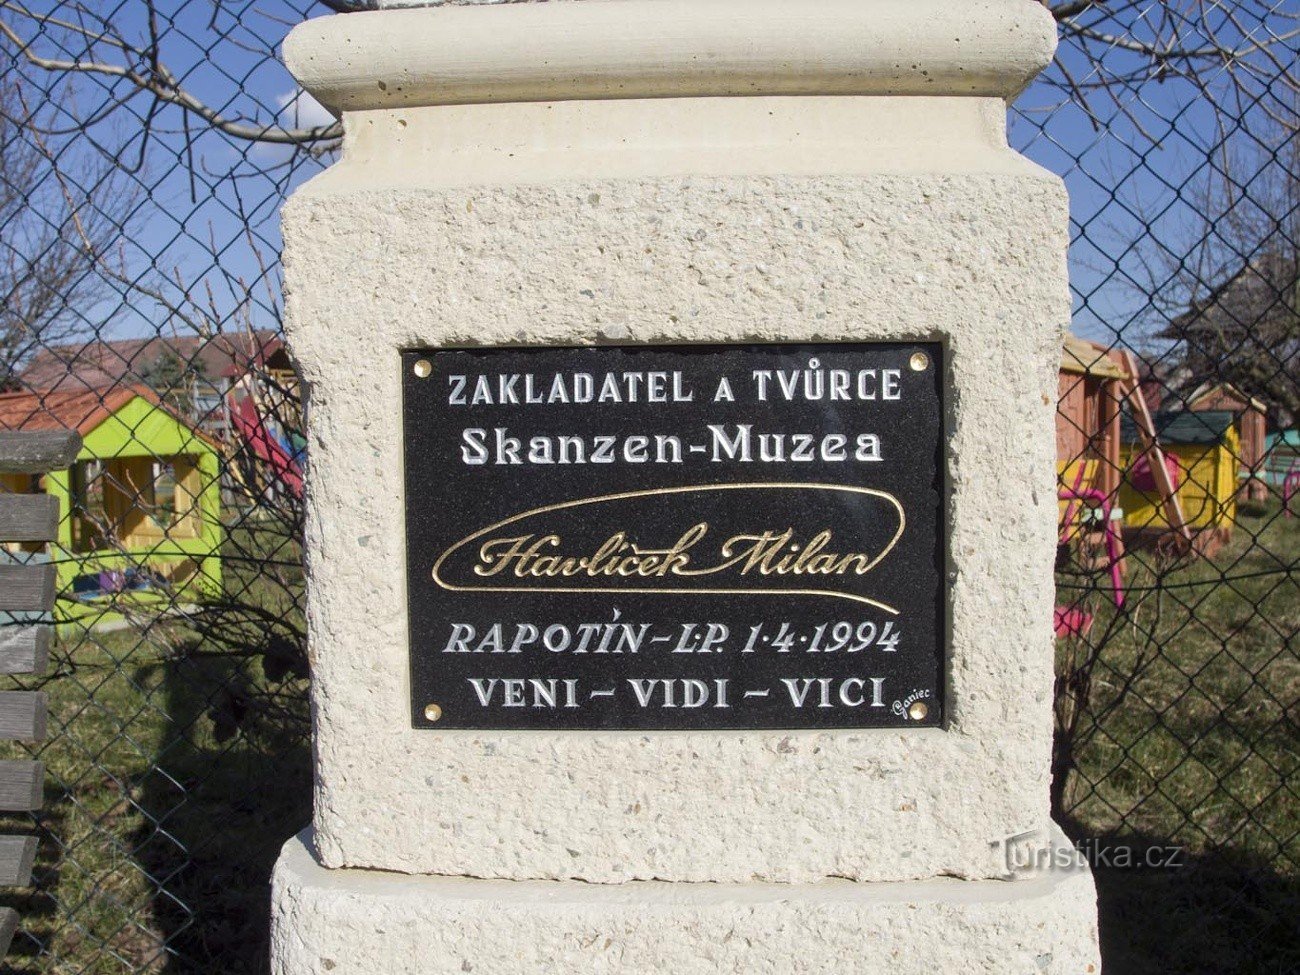 ZAKLADATEL A TVŮRCE
Skanzen-Muzea
Havlíček Milan
RAPOTÍN - L.P. 1·4·1994
VENI - VIDI - VICI
Ganiec
Turistika.cz